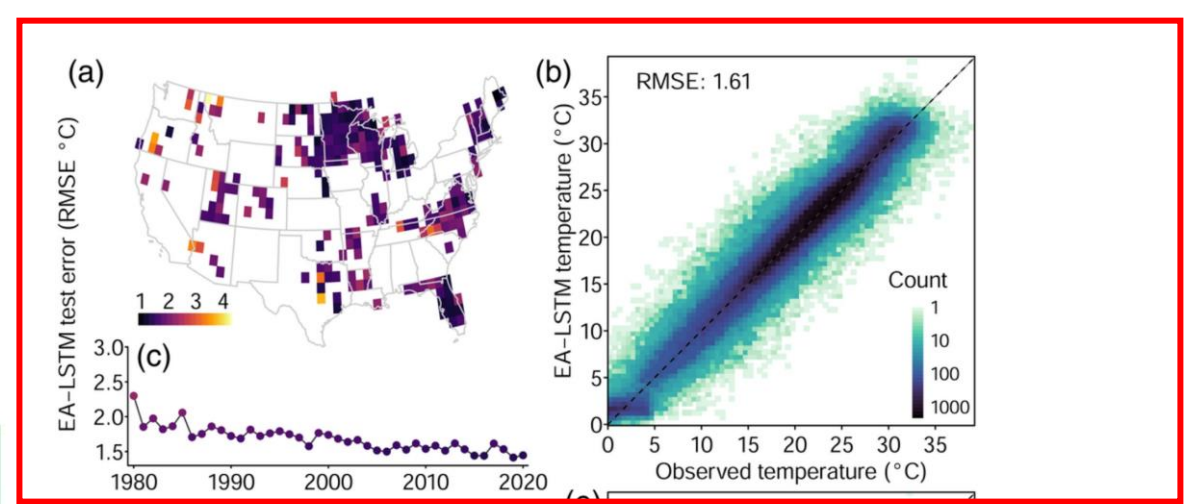 (a)
EA−LSTM test error (RMSE °C)
1 2 3 4
(c)
3.0
2.5
2.0
1.5
1980 1990 2000 2010 2020
(b)
RMSE: 1.61
EA−LSTM temperature (°C)
35
30
25
20
15
10
5
0
Count
1
10
100
1000
0 5 10 15 20 25 30 35
Observed temperature (°C)